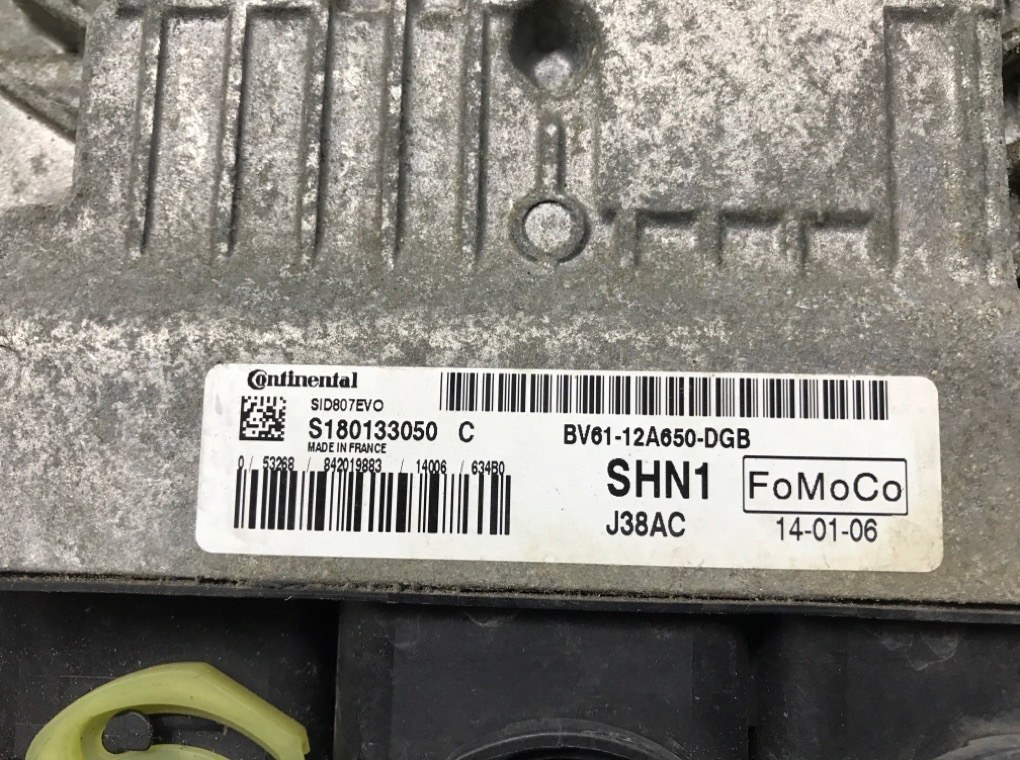 Continental
SID807EVO
S180133050 C
MADE IN FRANCE
0 / 53268 / 842019883 / 14006 / 634B0
BV61-12A650-DGB
SHN1
FoMoCo
J38AC
14-01-06